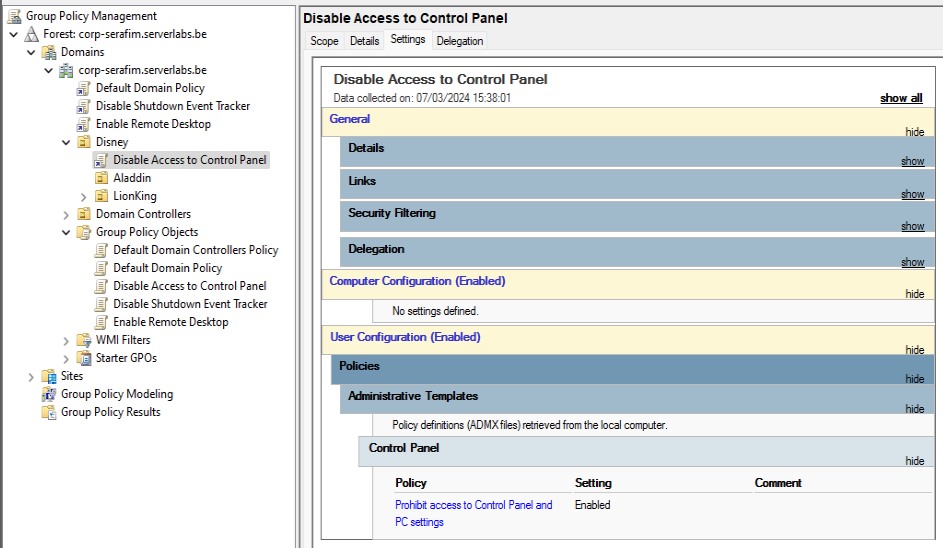 Group Policy Management
Forest: corp-serafim.serverlabs.be
Domains
corp-serafim.serverlabs.be
Default Domain Policy
Disable Shutdown Event Tracker
Enable Remote Desktop
Disney
Disable Access to Control Panel
Aladdin
LionKing
Domain Controllers
Group Policy Objects
Default Domain Controllers Policy
Default Domain Policy
Disable Access to Control Panel
Disable Shutdown Event Tracker
Enable Remote Desktop
WMI Filters
Starter GPOs
Sites
Group Policy Modeling
Group Policy Results
Disable Access to Control Panel
Scope Details Settings Delegation
Disable Access to Control Panel
Data collected on: 07/03/2024 15:38:01 show all
General hide
Details show
Links show
Security Filtering show
Delegation show
Computer Configuration (Enabled) hide
No settings defined.
User Configuration (Enabled) hide
Policies hide
Administrative Templates hide
Policy definitions (ADMX files) retrieved from the local computer.
Control Panel hide
Policy Setting Comment
Prohibit access to Control Panel and Enabled
PC settings